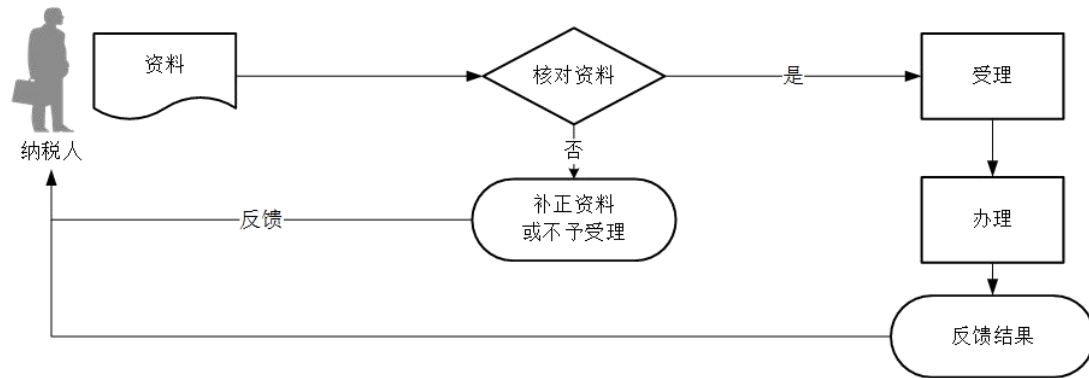 资料
核对资料
是
受理
纳税人
否
补正资料
或不予受理
反馈
办理
反馈结果